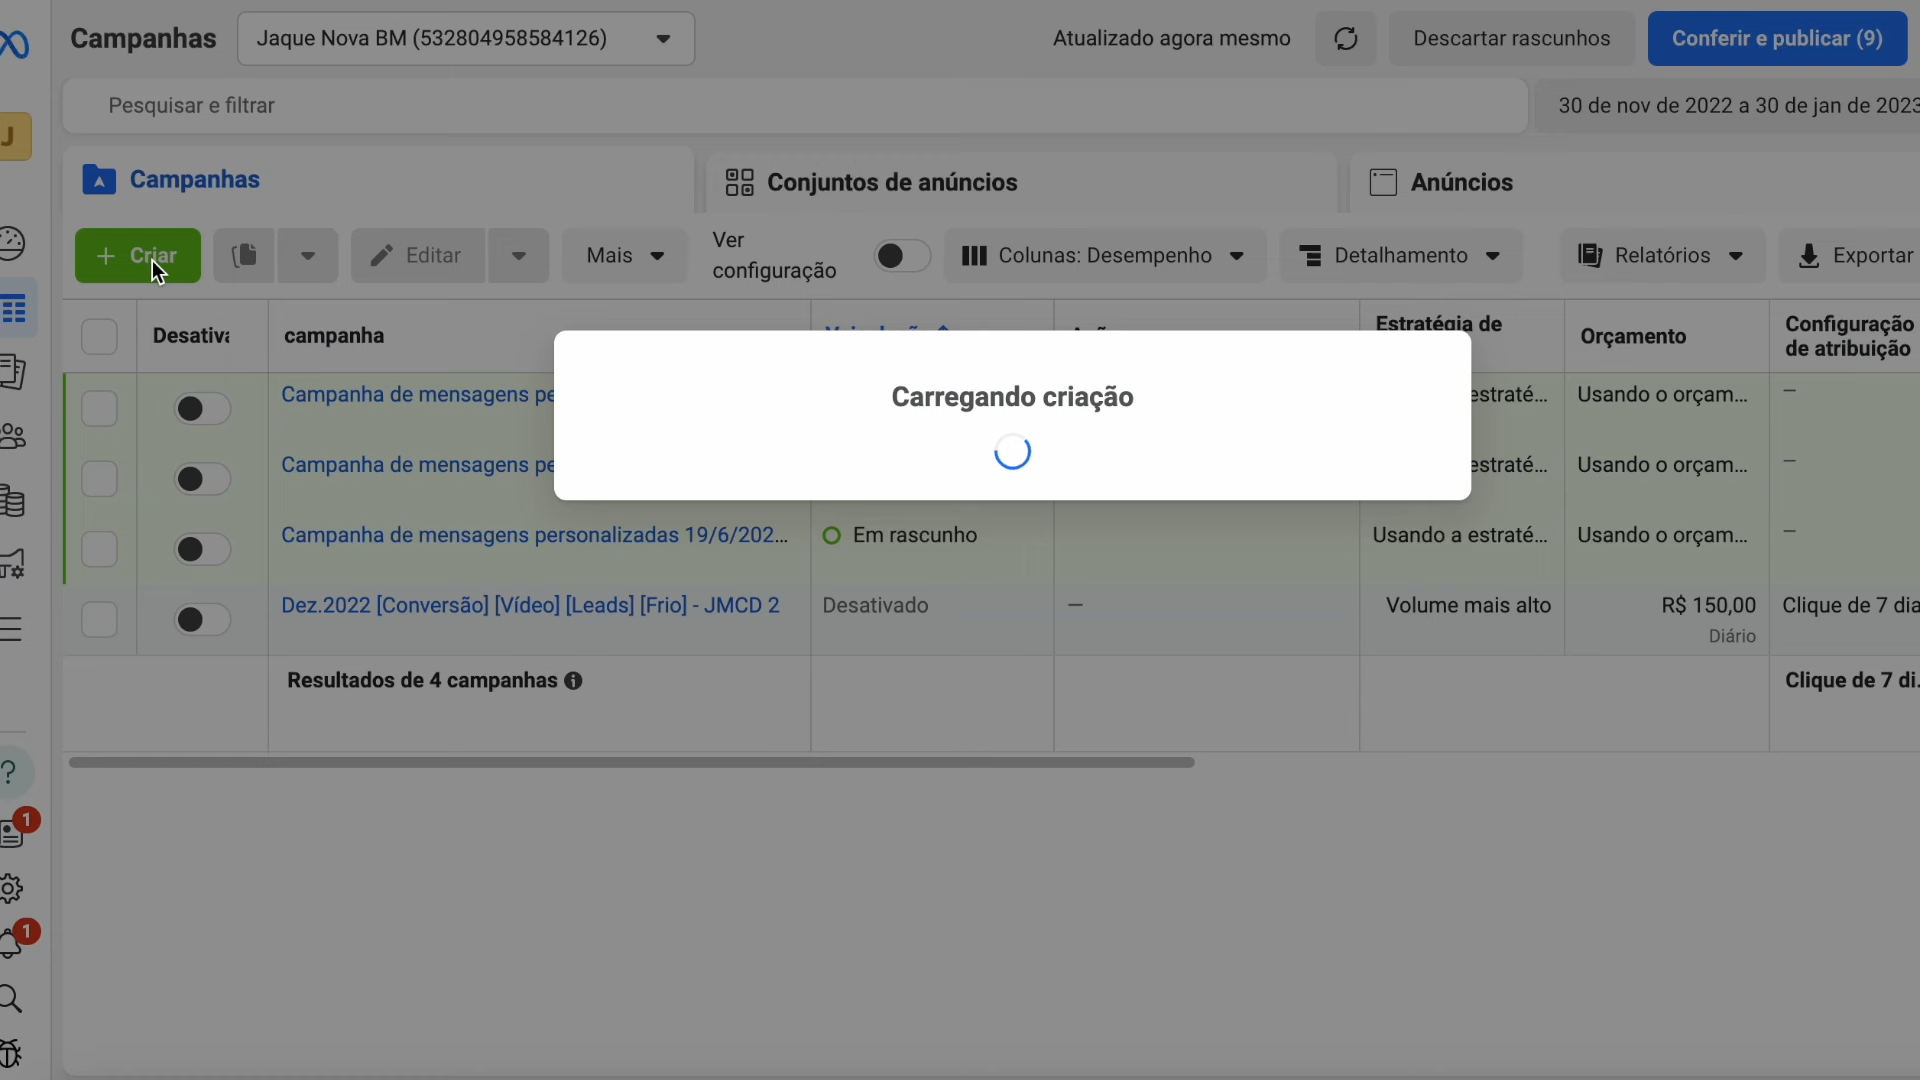 Campanhas
Jaque Nova BM (532804958584126)
Atualizado agora mesmo
Descartar rascunhos
Conferir e publicar (9)
J
Pesquisar e filtrar
30 de nov de 2022 a 30 de jan de 2023
Campanhas
Conjuntos de anúncios
Anúncios
+ Criar
Editar
Mais
Ver
configuração
Colunas: Desempenho
Detalhamento
Relatórios
Exportar
Desativa
campanha
Estratégia de
Orçamento
Configuração
de atribuição
Campanha de mensagens pe
estraté...
Usando o orçam...
—
Carregando criação
Campanha de mensagens pe
estraté...
Usando o orçam...
—
Campanha de mensagens personalizadas 19/6/202...
Em rascunho
Usando a estraté...
Usando o orçam...
—
Dez.2022 [Conversão] [Vídeo] [Leads] [Frio] - JMCD 2
Desativado
—
Volume mais alto
R$ 150,00
Diário
Clique de 7 dia
Resultados de 4 campanhas
Clique de 7 di.
?
1
1